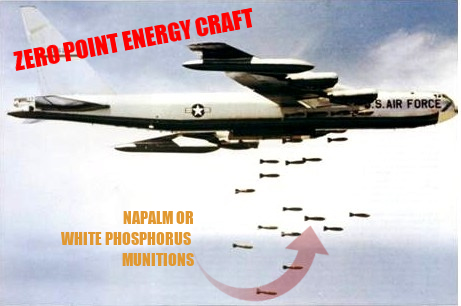 ZERO POINT ENERGY CRAFT
U.S. AIR FORCE
NAPALM OR
WHITE PHOSPHORUS
MUNITIONS